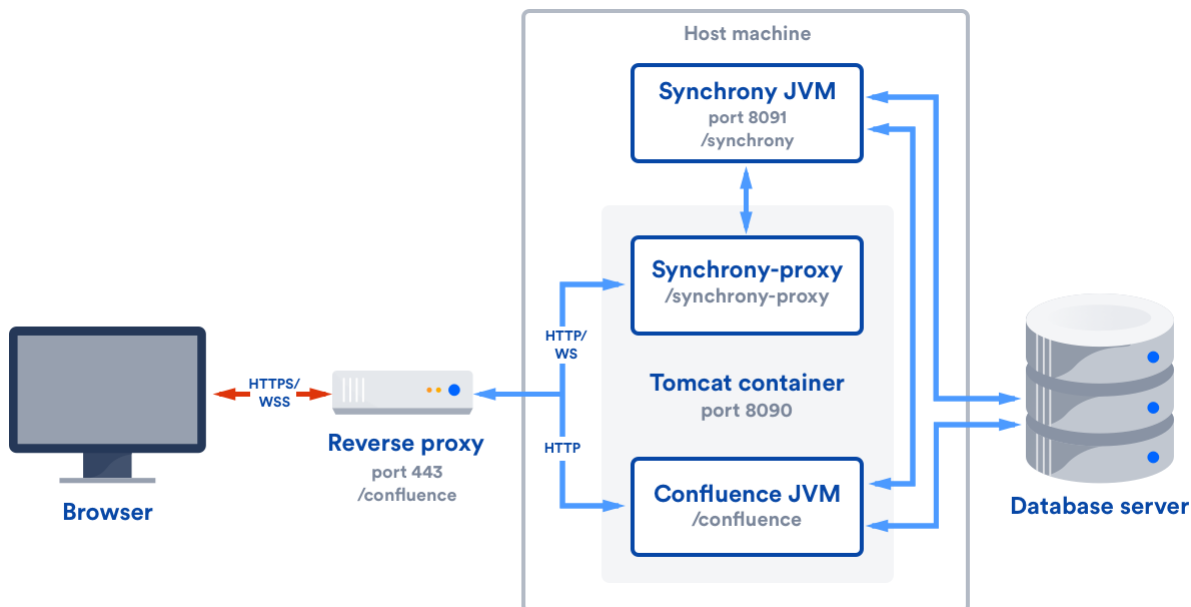 Host machine
Synchrony JVM
port 8091
/synchrony
Synchrony-proxy
/synchrony-proxy
HTTP/
WS
Tomcat container
port 8090
HTTPS/
WSS
Reverse proxy
port 443
/confluence
HTTP
Confluence JVM
/confluence
Browser
Database server